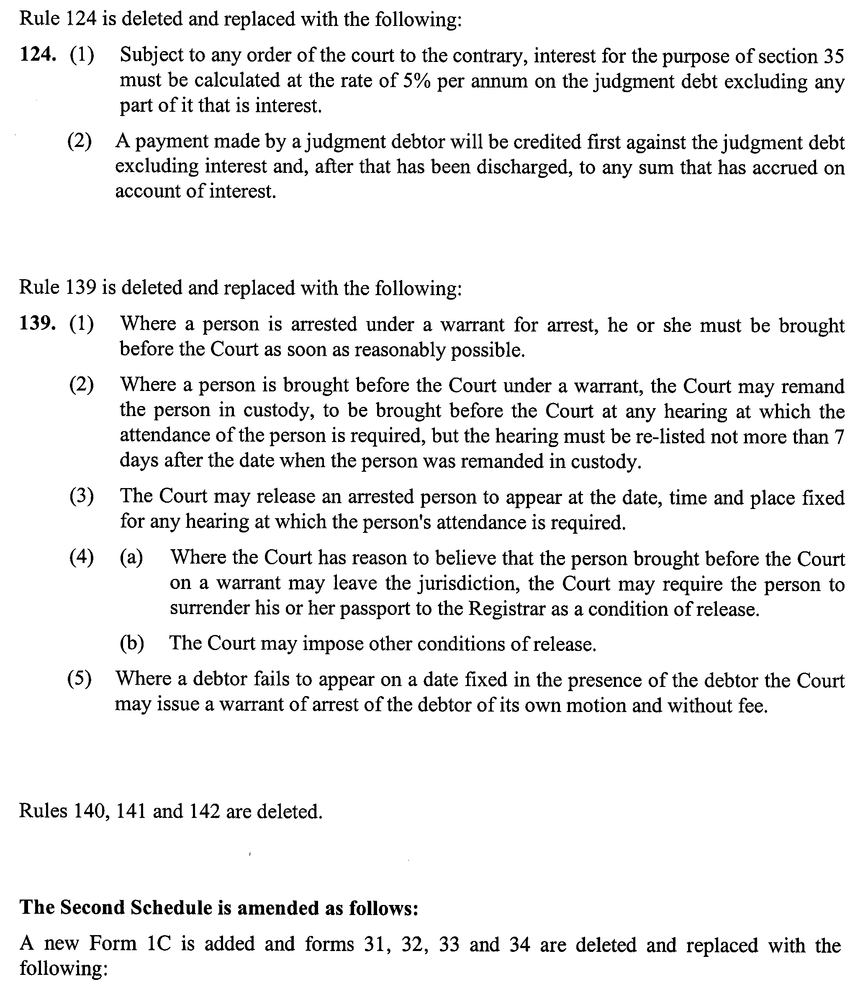 Rule 124 is deleted and replaced with the following:
124. (1) Subject to any order of the court to the contrary, interest for the purpose of section 35
must be calculated at the rate of 5% per annum on the judgment debt excluding any
part of it that is interest.
(2) A payment made by a judgment debtor will be credited first against the judgment debt
excluding interest and, after that has been discharged, to any sum that has accrued on
account of interest.
Rule 139 is deleted and replaced with the following:
139. (1) Where a person is arrested under a warrant for arrest, he or she must be brought
before the Court as soon as reasonably possible.
(2) Where a person is brought before the Court under a warrant, the Court may remand
the person in custody, to be brought before the Court at any hearing at which the
attendance of the person is required, but the hearing must be re-listed not more than 7
days after the date when the person was remanded in custody.
(3) The Court may release an arrested person to appear at the date, time and place fixed
for any hearing at which the person's attendance is required.
(4) (a) Where the Court has reason to believe that the person brought before the Court
on a warrant may leave the jurisdiction, the Court may require the person to
surrender his or her passport to the Registrar as a condition of release.
(b) The Court may impose other conditions of release.
(5) Where a debtor fails to appear on a date fixed in the presence of the debtor the Court
may issue a warrant of arrest of the debtor of its own motion and without fee.
Rules 140, 141 and 142 are deleted.
The Second Schedule is amended as follows:
A new Form 1C is added and forms 31, 32, 33 and 34 are deleted and replaced with the
following: